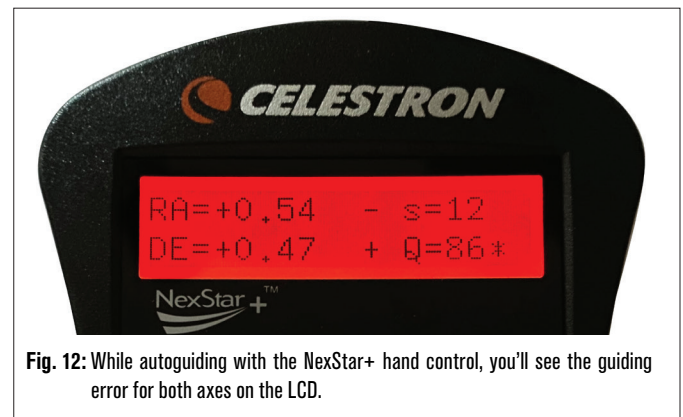 CELESTRON
RA=+0.54 - s=12
DE=+0.47 + Q=86*
NexStar+™
Fig. 12: While autoguiding with the NexStar+ hand control, you'll see the guiding
error for both axes on the LCD.